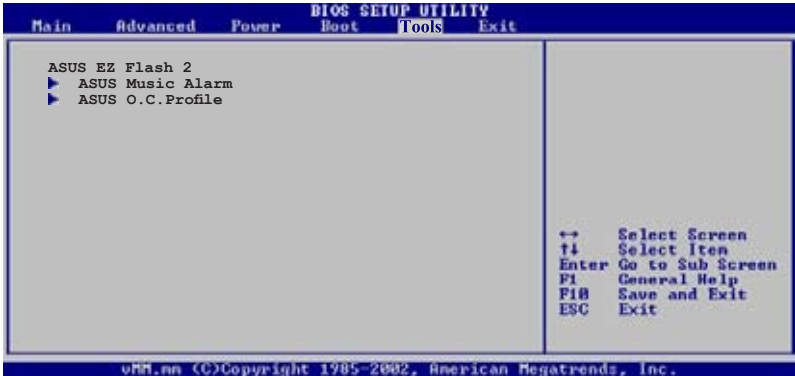 BIOS SETUP UTILITY
Main Advanced Power Boot Tools Exit
ASUS EZ Flash 2
ASUS Music Alarm
ASUS O.C.Profile
←→ Select Screen
↑↓ Select Item
Enter Go to Sub Screen
F1 General Help
F10 Save and Exit
ESC Exit
vMM.mm (C)Copyright 1985-2002, American Megatrends, Inc.